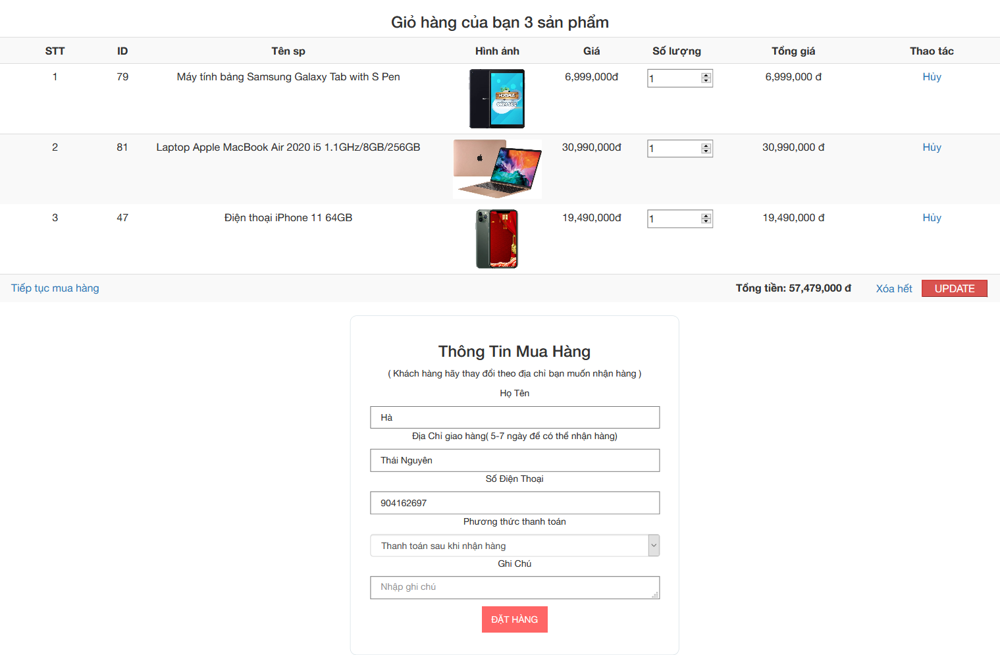 Giỏ hàng của bạn 3 sản phẩm
STT ID Tên sp Hình ảnh Giá Số lượng Tổng giá Thao tác
1 79 Máy tính bảng Samsung Galaxy Tab with S Pen 6,999,000đ 1 6,999,000 đ Hủy
2 81 Laptop Apple MacBook Air 2020 i5 1.1GHz/8GB/256GB 30,990,000đ 1 30,990,000 đ Hủy
3 47 Điện thoại iPhone 11 64GB 19,490,000đ 1 19,490,000 đ Hủy
Tiếp tục mua hàng Tổng tiền: 57,479,000 đ Xóa hết UPDATE
Thông Tin Mua Hàng
( Khách hàng hãy thay đổi theo địa chỉ bạn muốn nhận hàng )
Họ Tên
Hà
Địa Chỉ giao hàng( 5-7 ngày để có thể nhận hàng)
Thái Nguyên
Số Điện Thoại
904162697
Phương thức thanh toán
Thanh toán sau khi nhận hàng
Ghi Chú
Nhập ghi chú
ĐẶT HÀNG